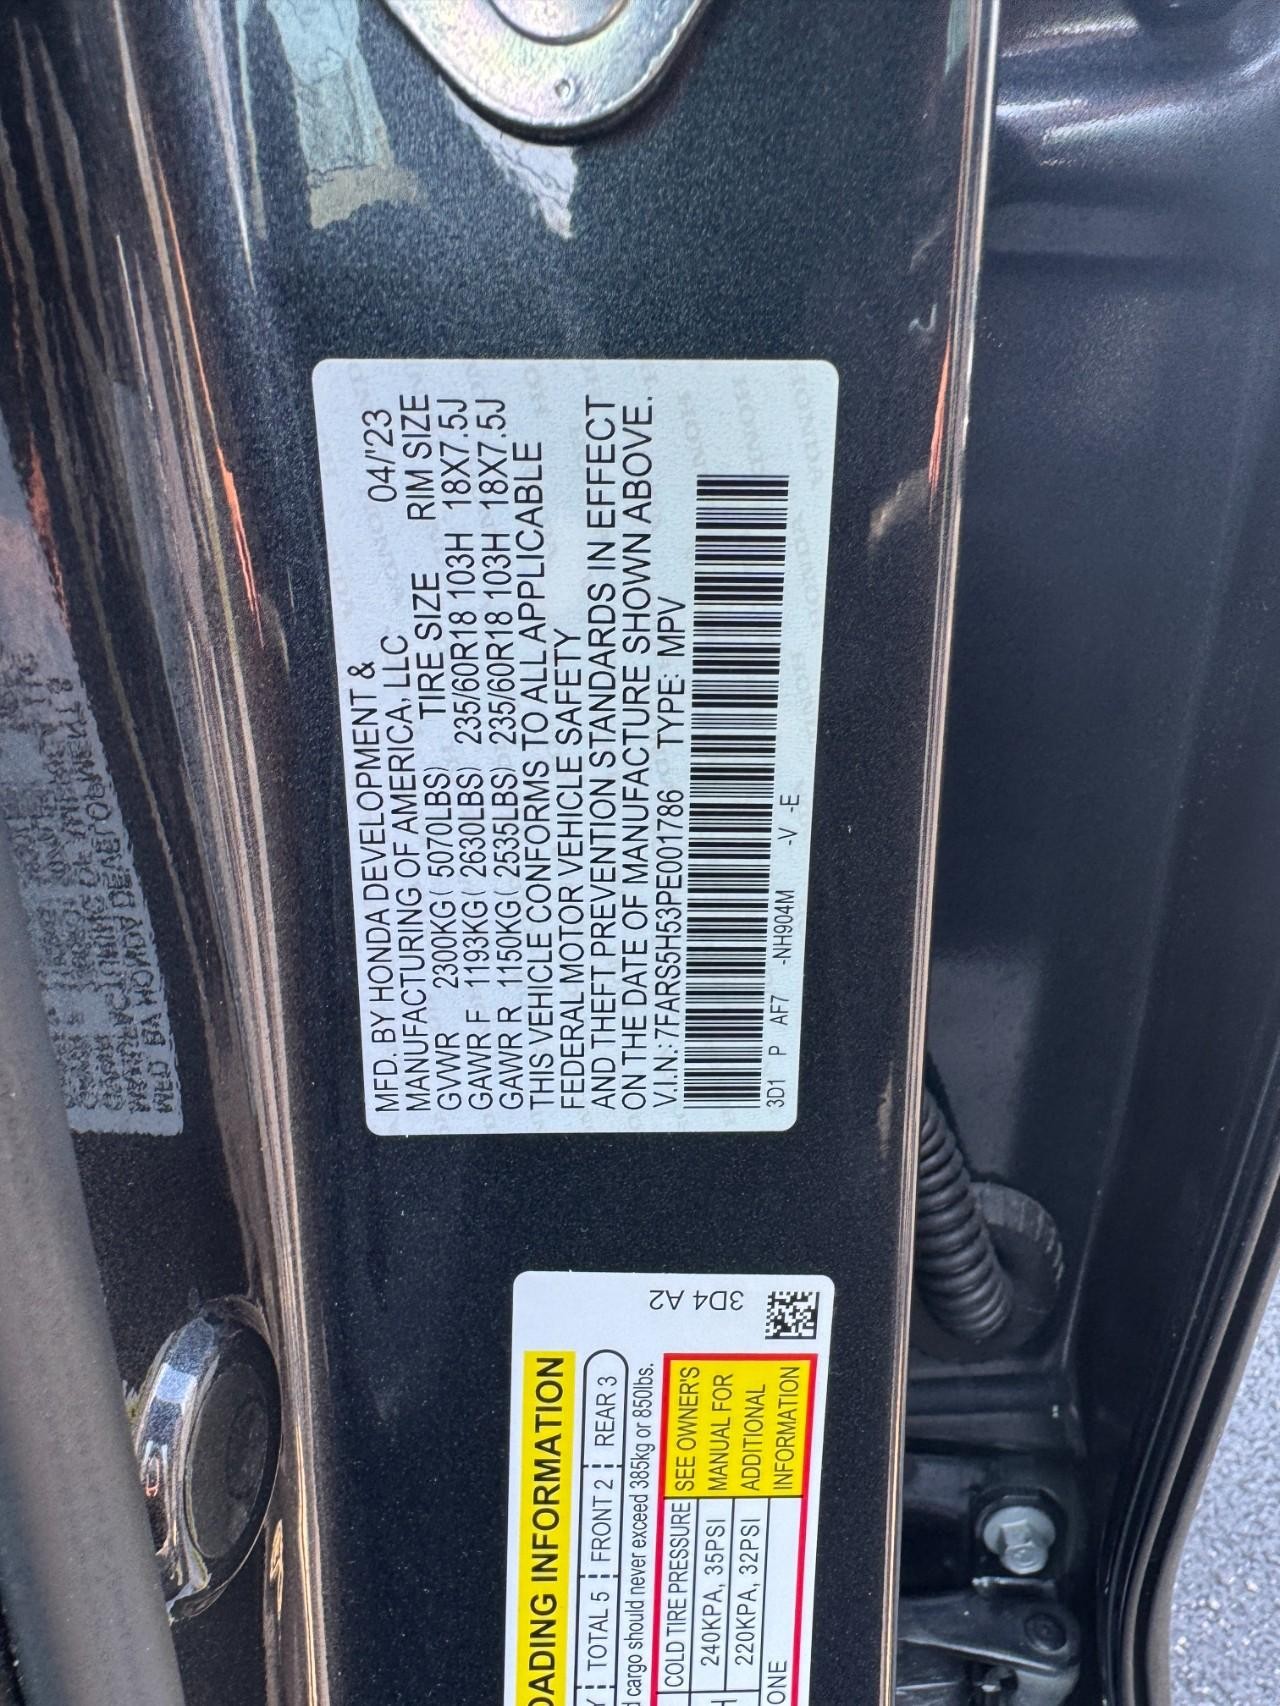 MFD. BY HONDA DEVELOPMENT &
MANUFACTURING OF AMERICA, LLC 04/'23
TIRE SIZE RIM SIZE
GVWR 2300KG( 5070LBS)
GAWR F 1193KG( 2630LBS) 235/60R18 103H 18X7.5J
GAWR R 1150KG( 2535LBS) 235/60R18 103H 18X7.5J
THIS VEHICLE CONFORMS TO ALL APPLICABLE
FEDERAL MOTOR VEHICLE SAFETY
AND THEFT PREVENTION STANDARDS IN EFFECT
ON THE DATE OF MANUFACTURE SHOWN ABOVE.
V.I.N.: 7FARS5H53PE001786 TYPE: MPV
3D1 P AF7 -NH904M -V -E
3D4 A2
OADING INFORMATION
TOTAL 5 FRONT 2 REAR 3
cargo should never exceed 385kg or 850lbs.
COLD TIRE PRESSURE
240KPA, 35PSI
220KPA, 32PSI
ONE
SEE OWNER'S
MANUAL FOR
ADDITIONAL
INFORMATION